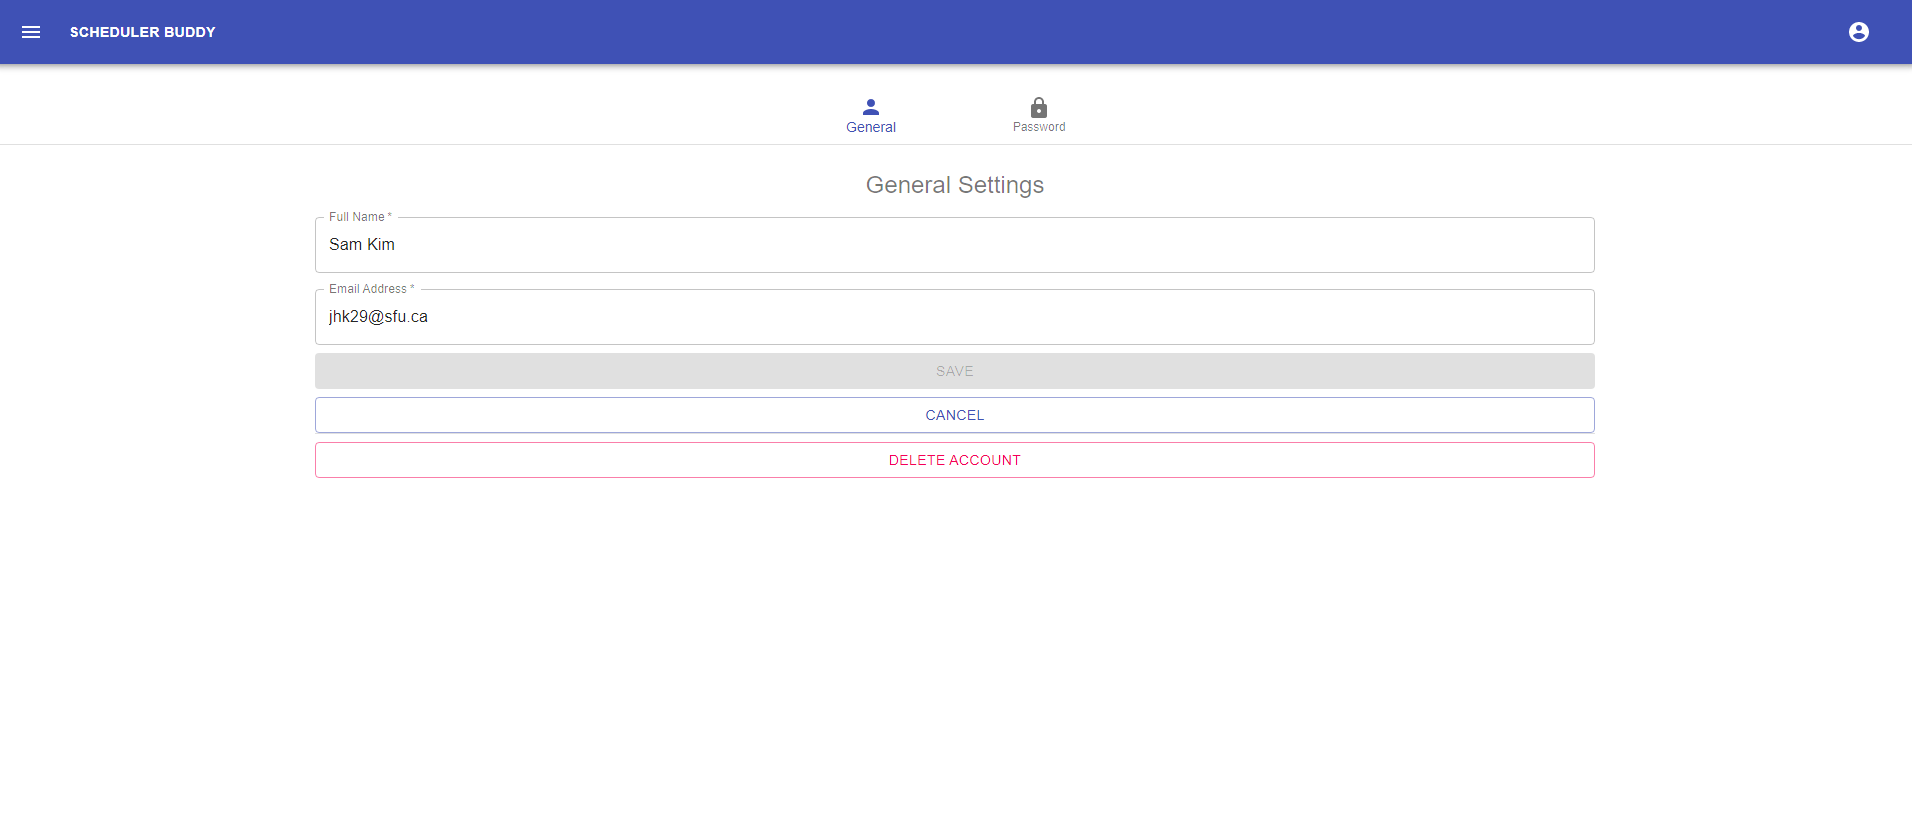 SCHEDULER BUDDY
General
Password
General Settings
Full Name *
Sam Kim
Email Address *
jhk29@sfu.ca
SAVE
CANCEL
DELETE ACCOUNT